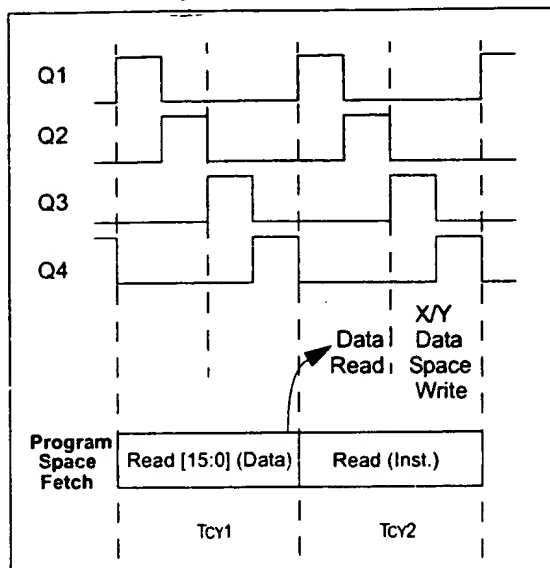 Q1
Q2
Q3
Q4
Data
Read
X/Y
Data
Space
Write
Program
Space
Fetch
Read [15:0] (Data)
Read (Inst.)
TCY1
TCY2